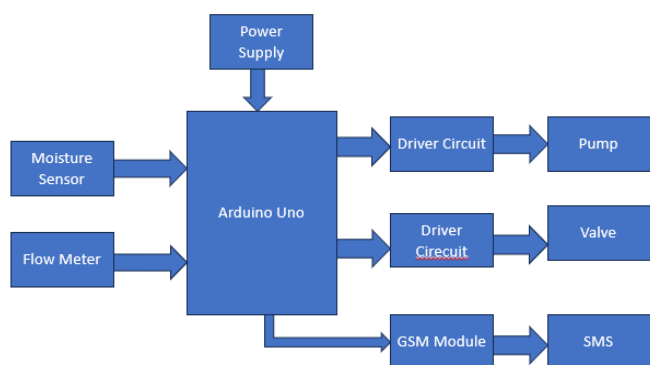 Power
Supply
Moisture
Sensor
Flow Meter
Arduino Uno
Driver Circuit
Pump
Driver
Cirecuit
Valve
GSM Module
SMS